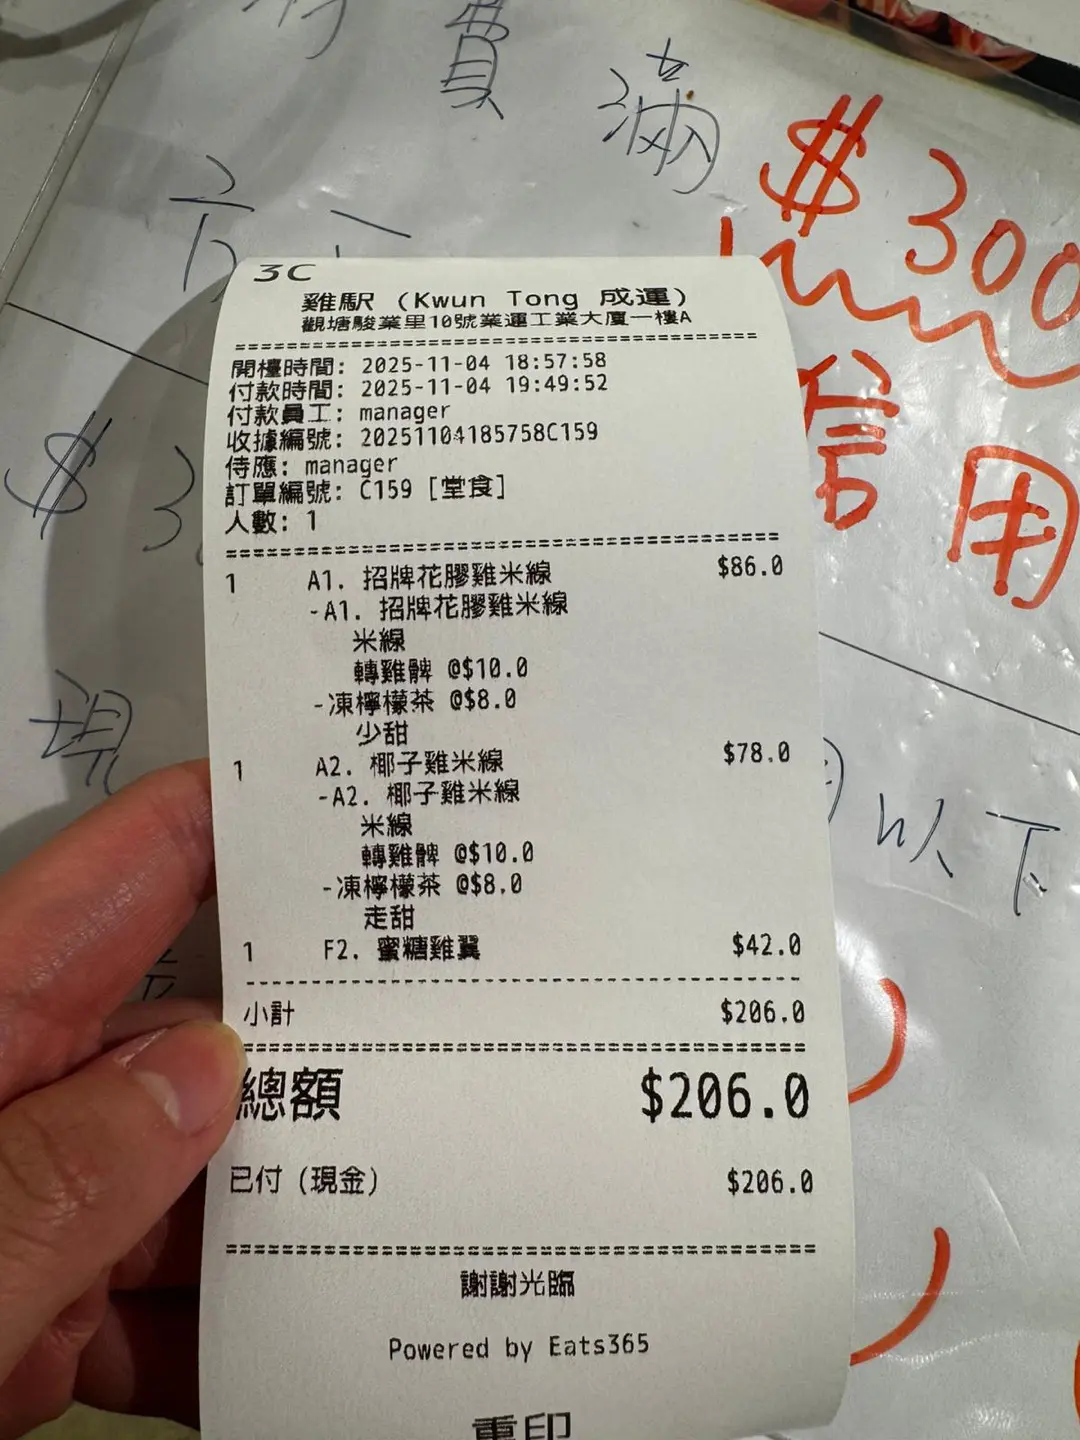 費 滿 $300
信用
$3
現 以下
3C
雞駅 (Kwun Tong 成運)
觀塘駿業里10號業運工業大廈一樓A
開檯時間: 2025-11-04 18:57:58
付款時間: 2025-11-04 19:49:52
付款員工: manager
收據編號: 20251104185758C159
侍應: manager
訂單編號: C159 [堂食]
人數: 1
1 A1. 招牌花膠雞米線 $86.0
-A1. 招牌花膠雞米線
米線
轉雞髀 @$10.0
-凍檸檬茶 @$8.0
少甜
1 A2. 椰子雞米線 $78.0
-A2. 椰子雞米線
米線
轉雞髀 @$10.0
-凍檸檬茶 @$8.0
走甜
1 F2. 蜜糖雞翼 $42.0
小計 $206.0
總額 $206.0
已付 (現金) $206.0
謝謝光臨
Powered by Eats365
重印